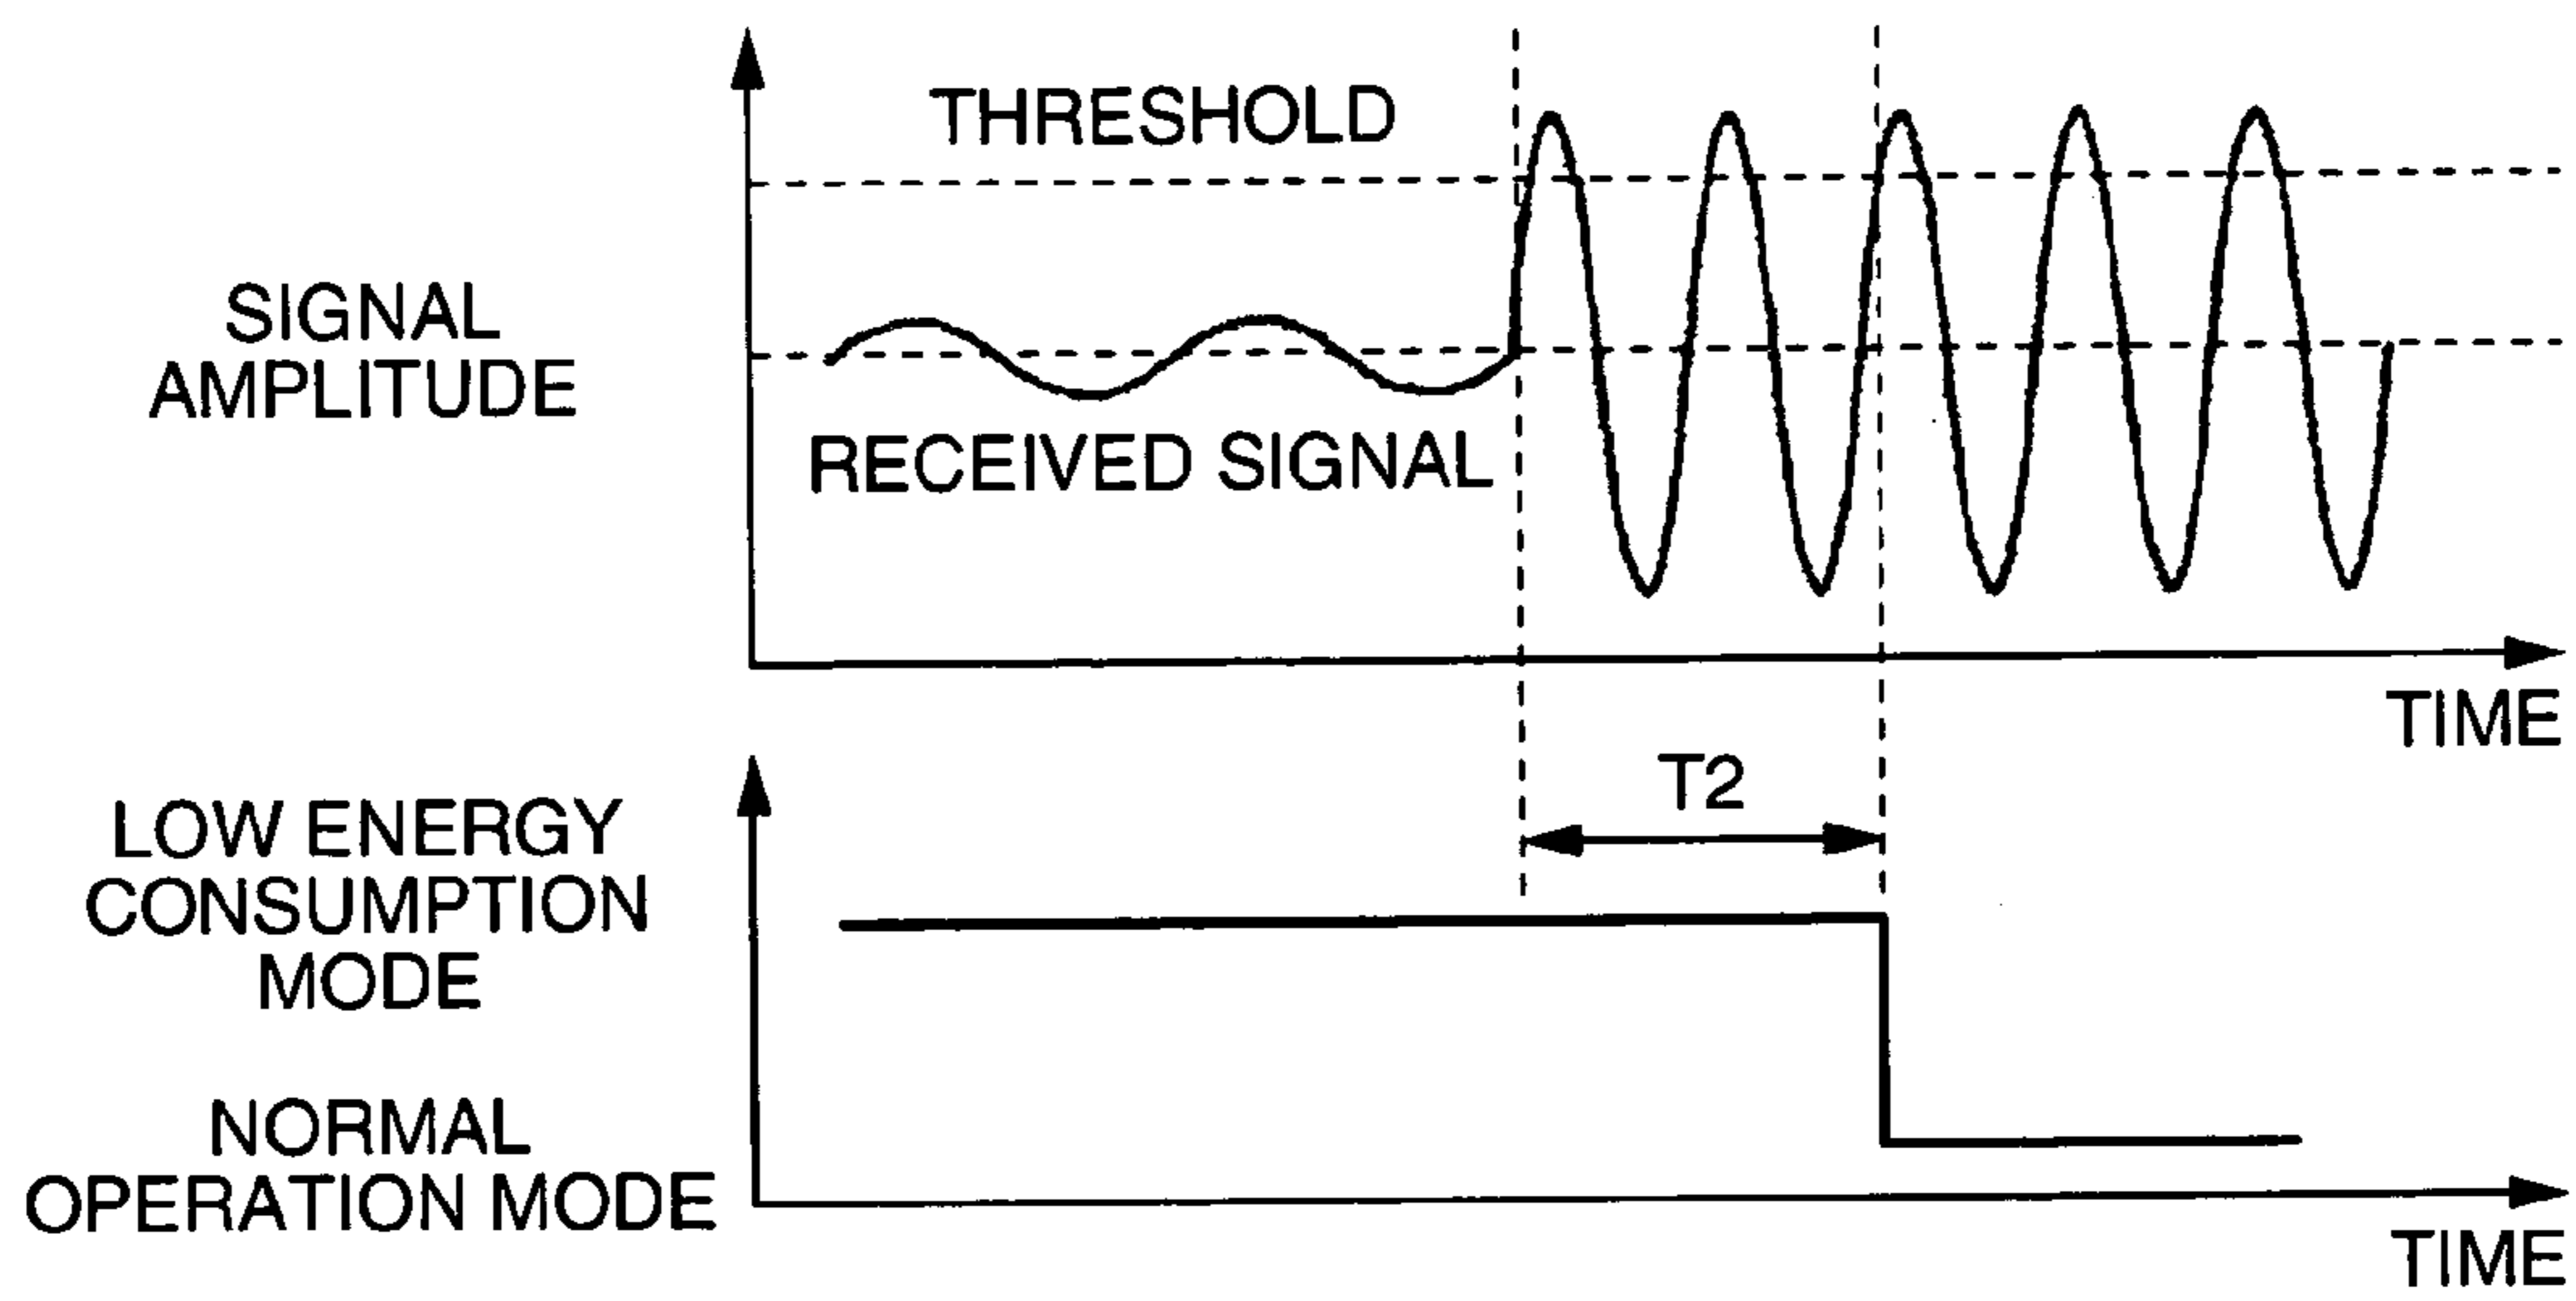 THRESHOLD
SIGNAL
AMPLITUDE
RECEIVED SIGNAL
TIME
T2
LOW ENERGY
CONSUMPTION
MODE
NORMAL
OPERATION MODE
TIME